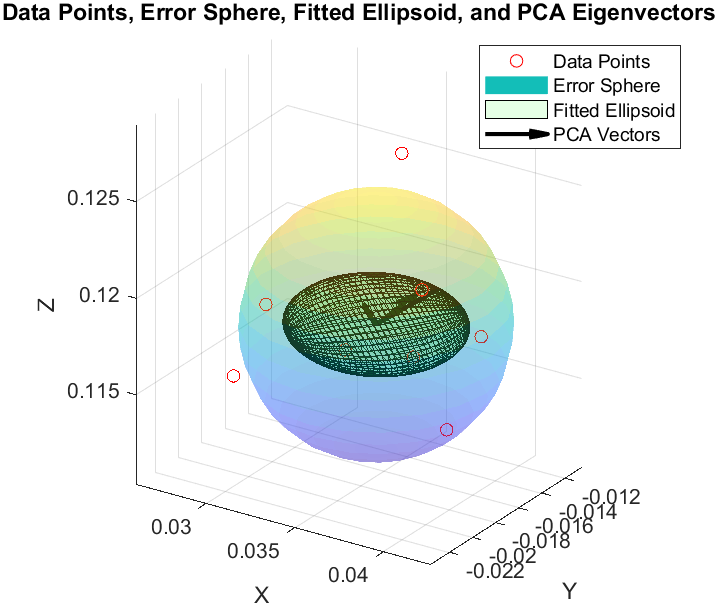 Data Points, Error Sphere, Fitted Ellipsoid, and PCA Eigenvectors
Data Points
Error Sphere
Fitted Ellipsoid
PCA Vectors
0.125
0.12
0.115
Z
0.03
0.035
0.04
X
-0.012
-0.014
-0.016
-0.018
-0.02
-0.022
Y